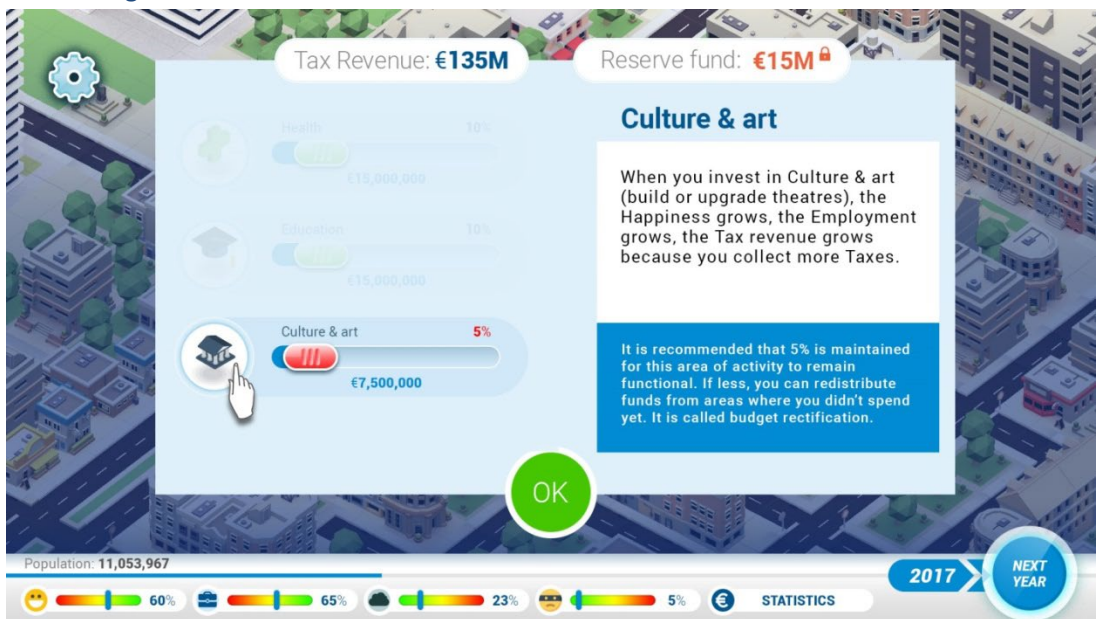 Tax Revenue: €135M
Reserve fund: €15M
Health 10%
€15,000,000
Education 10%
€15,000,000
Culture & art 5%
€7,500,000
Culture & art
When you invest in Culture & art
(build or upgrade theatres), the
Happiness grows, the Employment
grows, the Tax revenue grows
because you collect more Taxes.
It is recommended that 5% is maintained
for this area of activity to remain
functional. If less, you can redistribute
funds from areas where you didn't spend
yet. It is called budget rectification.
OK
Population: 11,053,967
2017
NEXT
YEAR
60%
65%
23%
5%
STATISTICS